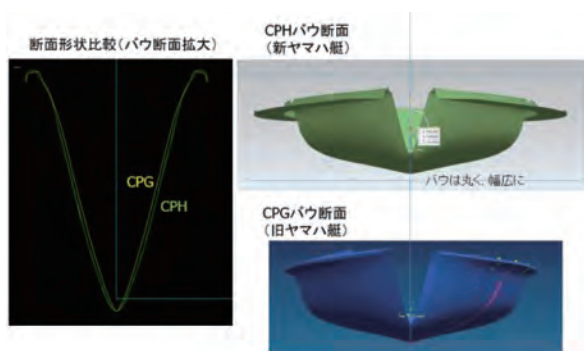 断面形状比較(バウ断面拡大)
CPG
CPH
CPHバウ断面
(新ヤマハ艇)
バウは丸く、幅広に
CPGバウ断面
(旧ヤマハ艇)